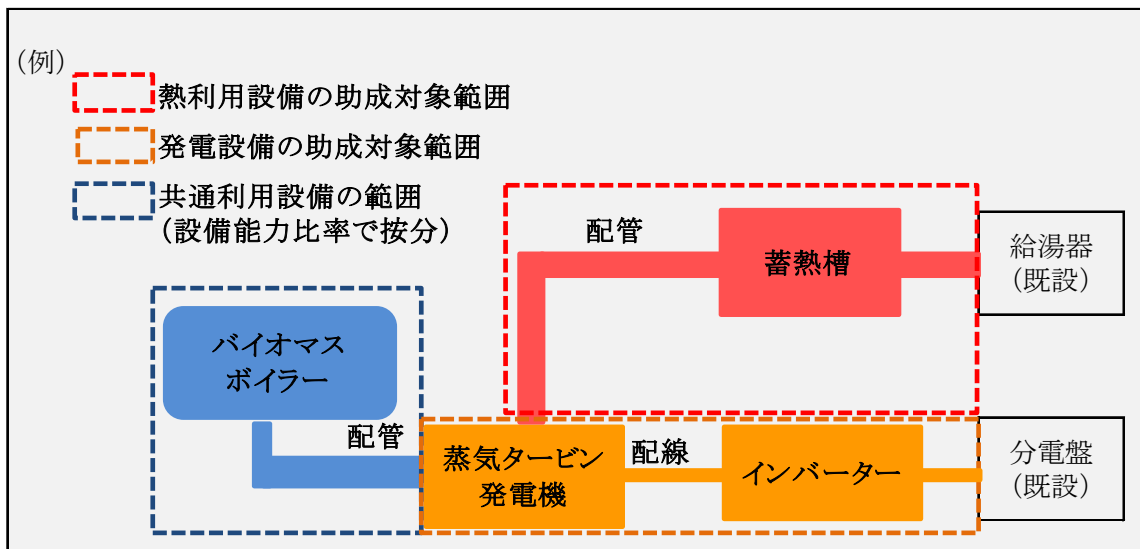 (例)
熱利用設備の助成対象範囲
発電設備の助成対象範囲
共通利用設備の範囲
(設備能力比率で按分)
配管
蓄熱槽
給湯器
(既設)
バイオマス
ボイラー
配管
蒸気タービン
発電機
配線
インバーター
分電盤
(既設)